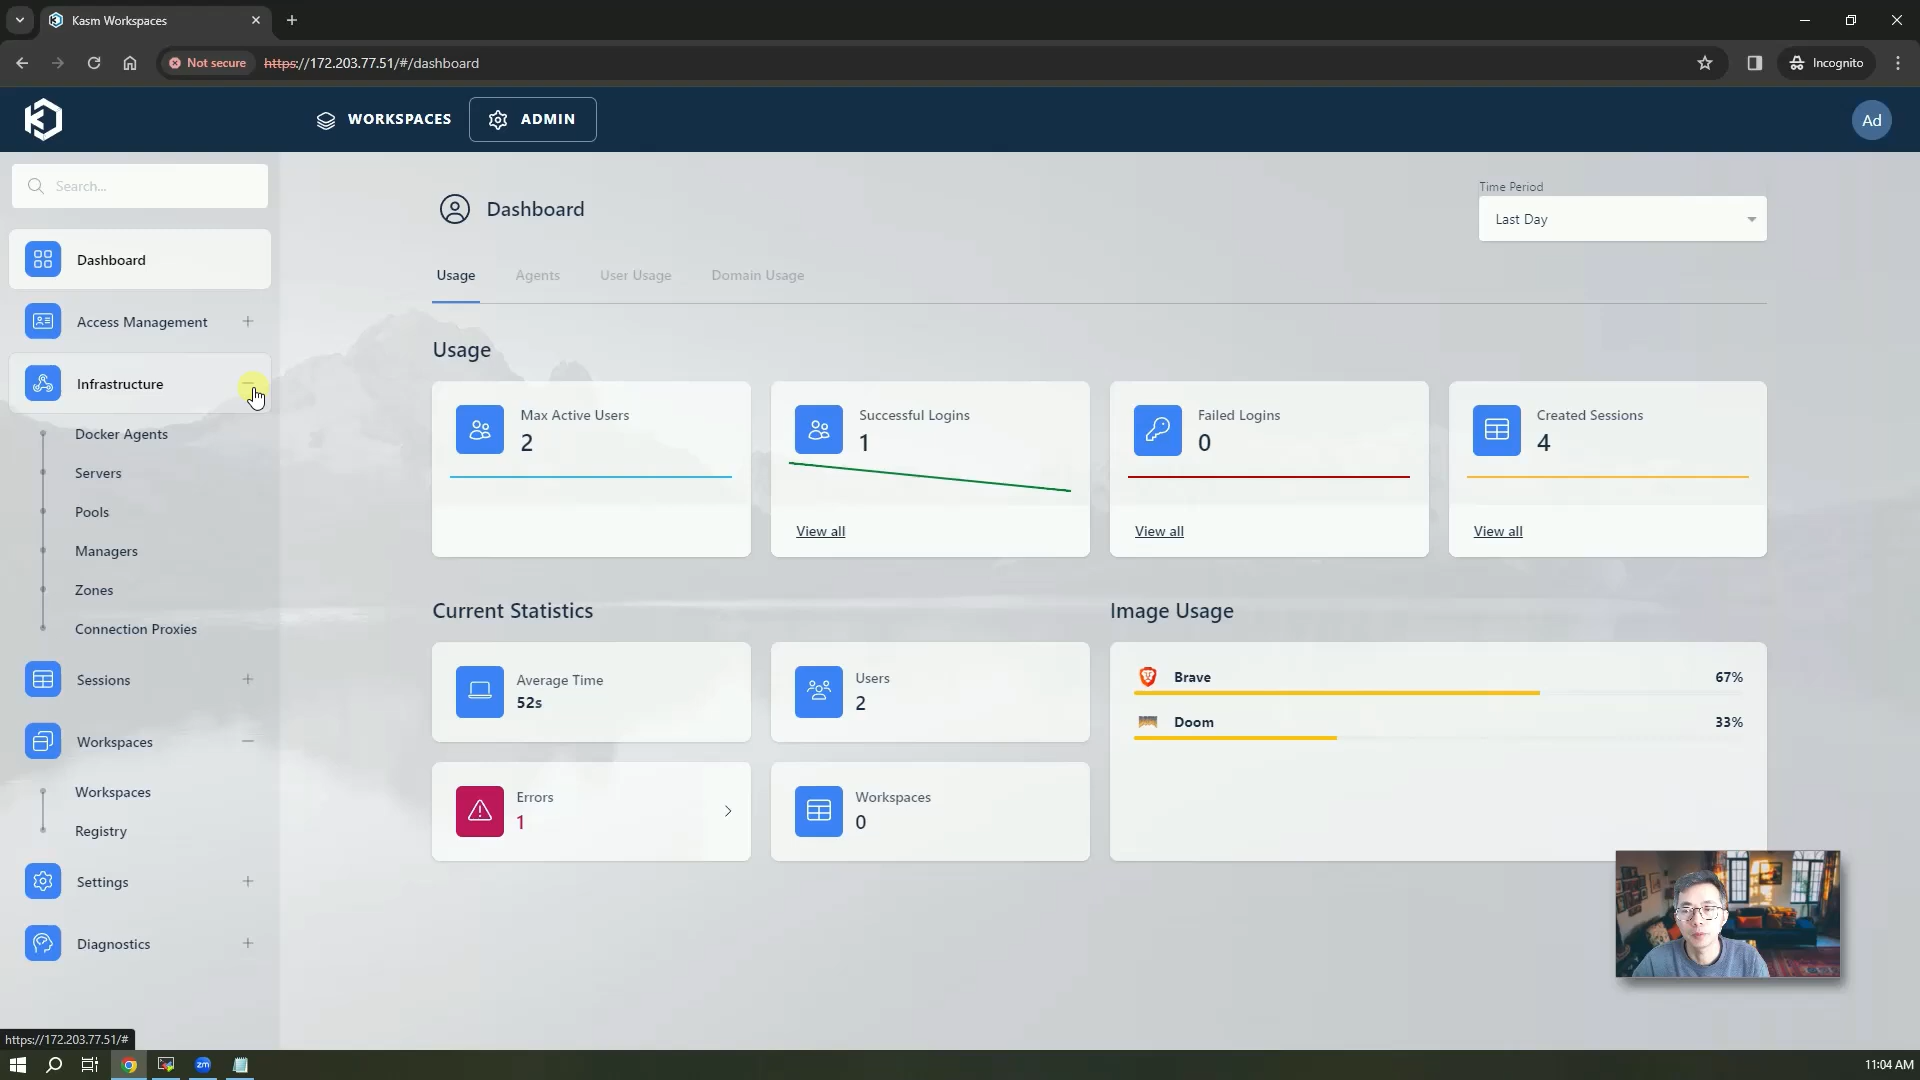 Kasm Workspaces
Not secure
https://172.203.77.51/#/dashboard
Incognito
WORKSPACES
ADMIN
Ad
Search...
Dashboard
Access Management
Infrastructure
Docker Agents
Servers
Pools
Managers
Zones
Connection Proxies
Sessions
Workspaces
Workspaces
Registry
Settings
Diagnostics
Dashboard
Time Period
Last Day
Usage
Agents
User Usage
Domain Usage
Usage
Max Active Users
2
Successful Logins
1
View all
Failed Logins
0
View all
Created Sessions
4
View all
Current Statistics
Average Time
52s
Users
2
Errors
1
Workspaces
0
Image Usage
Brave
67%
Doom
33%
https://172.203.77.51/#
zm
11:04 AM